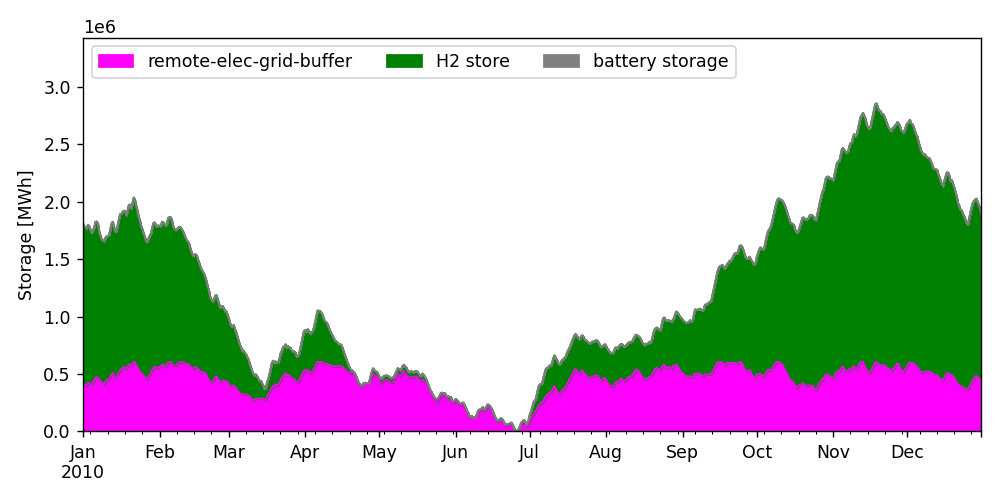 1e6
remote-elec-grid-buffer H2 store battery storage
Storage [MWh]
3.0
2.5
2.0
1.5
1.0
0.5
0.0
Jan Feb Mar Apr May Jun Jul Aug Sep Oct Nov Dec
2010